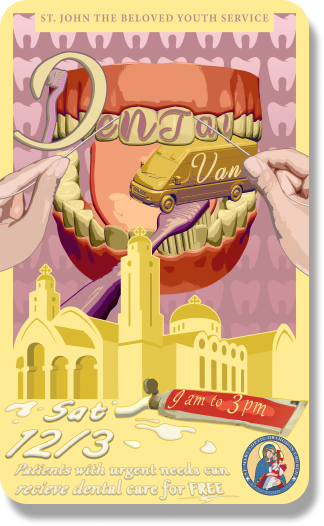 ST. JOHN THE BELOVED YOUTH SERVICE
Dental
Van
9 am to 3 pm
Sat
12/3
Patients with urgent needs can
recieve dental care for FREE